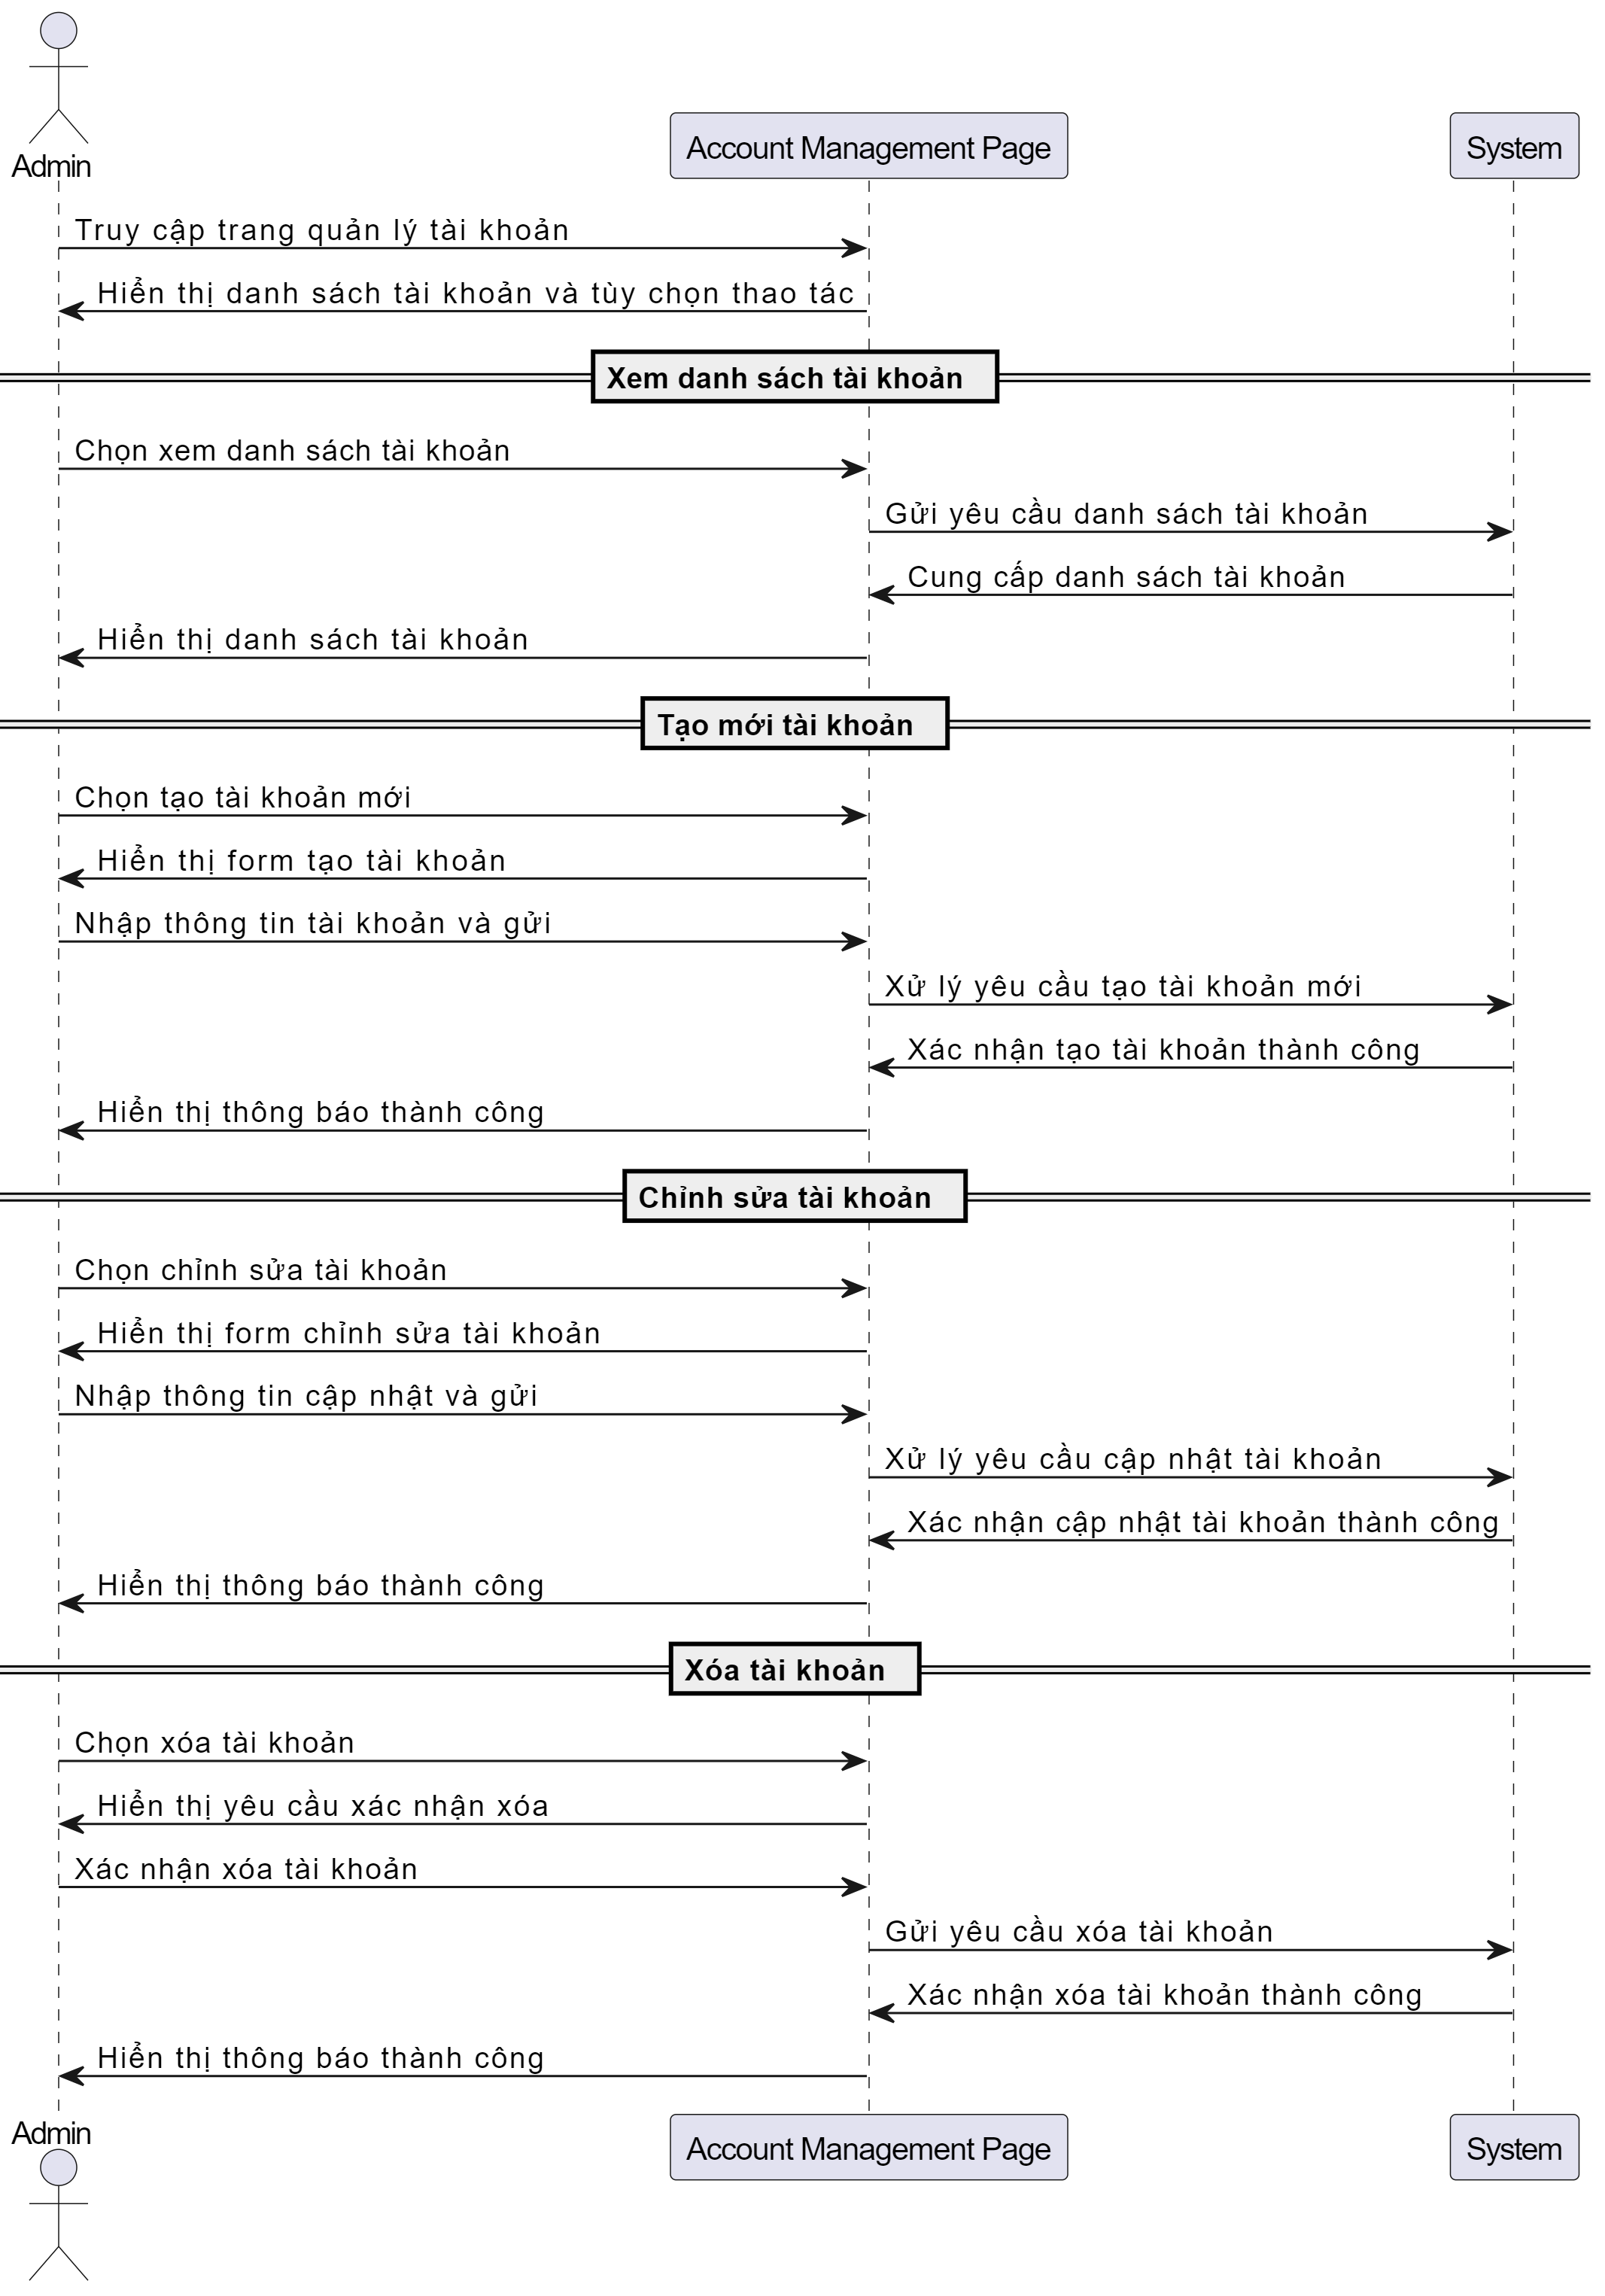 Admin
Account Management Page
System
Truy cập trang quản lý tài khoản
Hiển thị danh sách tài khoản và tùy chọn thao tác
Xem danh sách tài khoản
Chọn xem danh sách tài khoản
Gửi yêu cầu danh sách tài khoản
Cung cấp danh sách tài khoản
Hiển thị danh sách tài khoản
Tạo mới tài khoản
Chọn tạo tài khoản mới
Hiển thị form tạo tài khoản
Nhập thông tin tài khoản và gửi
Xử lý yêu cầu tạo tài khoản mới
Xác nhận tạo tài khoản thành công
Hiển thị thông báo thành công
Chỉnh sửa tài khoản
Chọn chỉnh sửa tài khoản
Hiển thị form chỉnh sửa tài khoản
Nhập thông tin cập nhật và gửi
Xử lý yêu cầu cập nhật tài khoản
Xác nhận cập nhật tài khoản thành công
Hiển thị thông báo thành công
Xóa tài khoản
Chọn xóa tài khoản
Hiển thị yêu cầu xác nhận xóa
Xác nhận xóa tài khoản
Gửi yêu cầu xóa tài khoản
Xác nhận xóa tài khoản thành công
Hiển thị thông báo thành công
Admin
Account Management Page
System